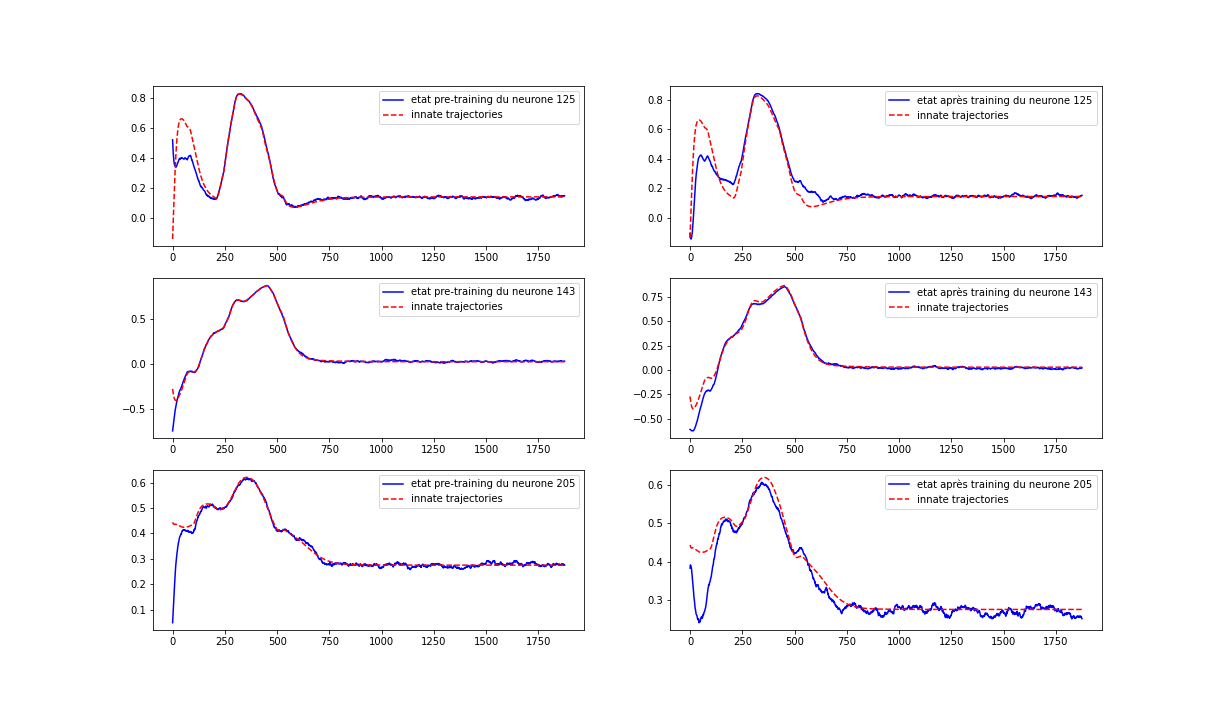 etat pre-training du neurone 125
innate trajectories
0.8
0.6
0.4
0.2
0.0
0 250 500 750 1000 1250 1500 1750
etat après training du neurone 125
innate trajectories
0.8
0.6
0.4
0.2
0.0
0 250 500 750 1000 1250 1500 1750
etat pre-training du neurone 143
innate trajectories
0.5
0.0
−0.5
0 250 500 750 1000 1250 1500 1750
etat après training du neurone 143
innate trajectories
0.75
0.50
0.25
0.00
−0.25
−0.50
0 250 500 750 1000 1250 1500 1750
etat pre-training du neurone 205
innate trajectories
0.6
0.5
0.4
0.3
0.2
0.1
0 250 500 750 1000 1250 1500 1750
etat après training du neurone 205
innate trajectories
0.6
0.5
0.4
0.3
0 250 500 750 1000 1250 1500 1750